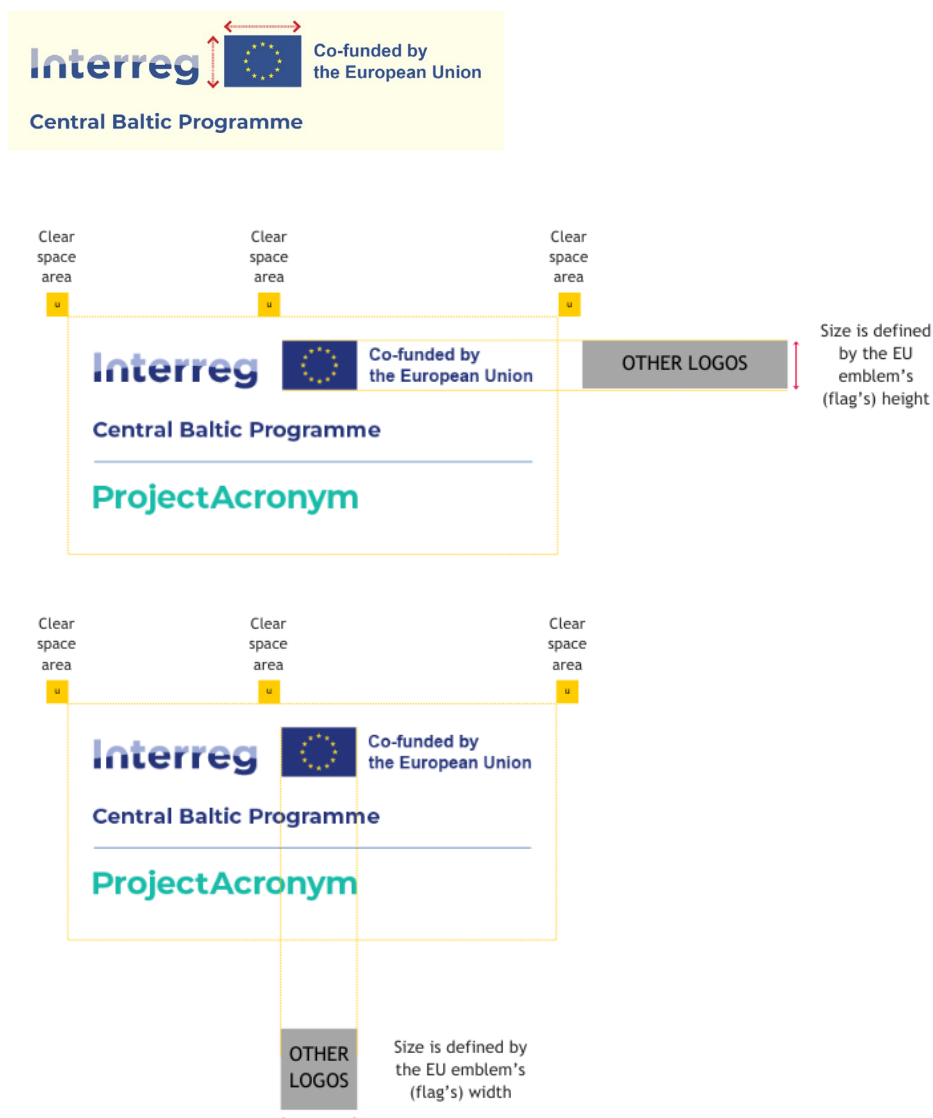 Interreg
Co-funded by
the European Union
Central Baltic Programme
Clear
space
area
Clear
space
area
Clear
space
area
u
u
u
Interreg
Co-funded by
the European Union
OTHER LOGOS
Size is defined
by the EU
emblem's
(flag's) height
Central Baltic Programme
ProjectAcronym
Clear
space
area
Clear
space
area
Clear
space
area
u
u
u
Interreg
Co-funded by
the European Union
Central Baltic Programme
ProjectAcronym
OTHER
LOGOS
Size is defined by
the EU emblem's
(flag's) width